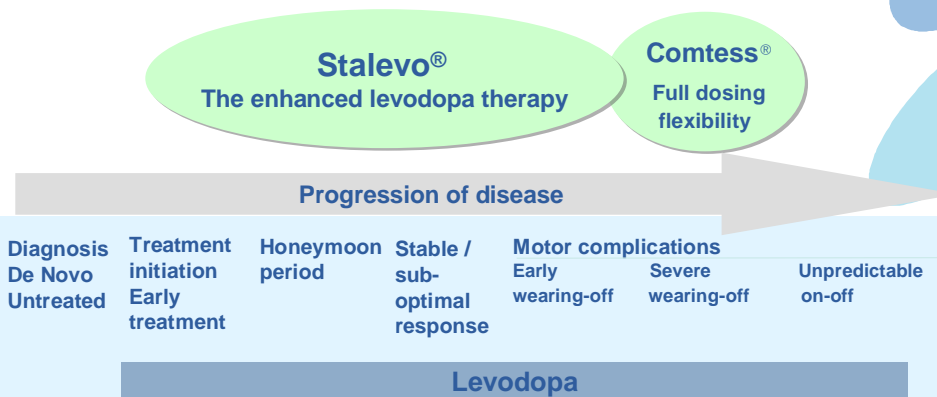 Stalevo®
The enhanced levodopa therapy
Comtess®
Full dosing
flexibility
Progression of disease
Diagnosis
De Novo
Untreated
Treatment
initiation
Early
treatment
Honeymoon
period
Stable /
sub-
optimal
response
Motor complications
Early
wearing-off
Severe
wearing-off
Unpredictable
on-off
Levodopa